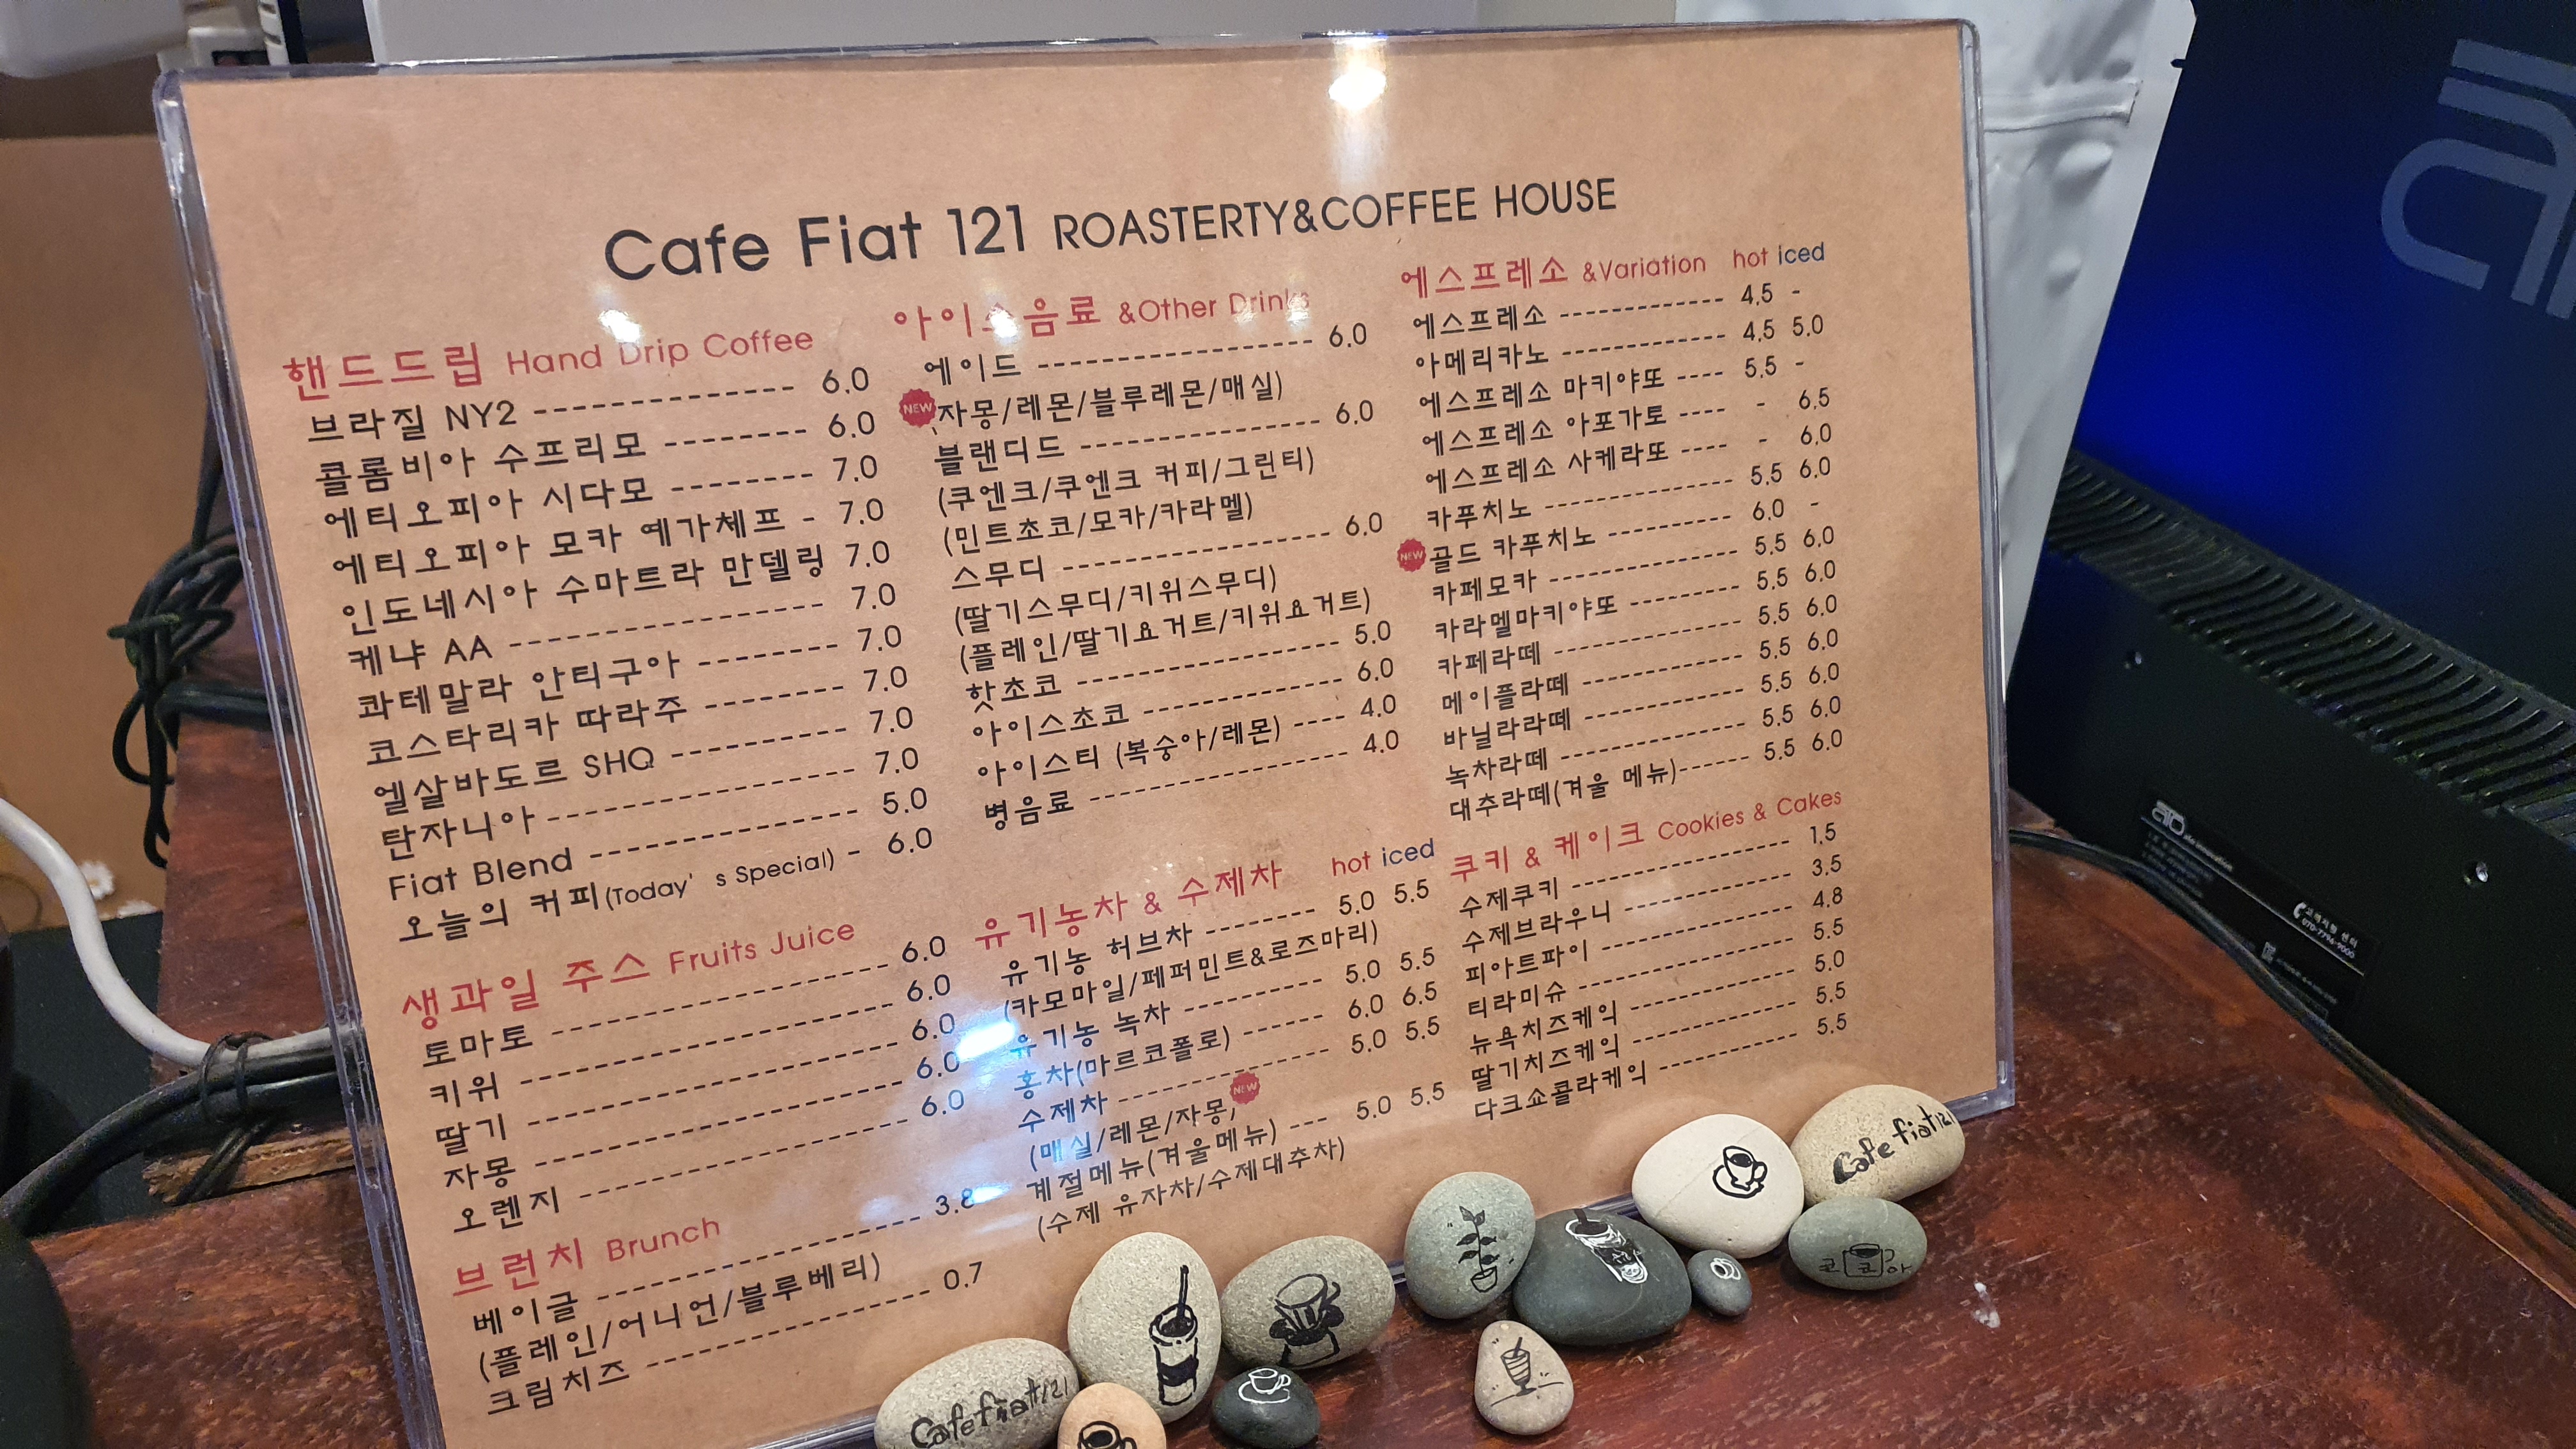 Cafe Fiat 121 ROASTERTY&COFFEE HOUSE
핸드드립 Hand Drip Coffee
브라질 NY2 -------------- 6.0
콜롬비아 수프리모 -------- 6.0
에티오피아 시다모 -------- 7.0
에티오피아 모카 예가체프 - 7.0
인도네시아 수마트라 만델링 7.0
케냐 AA ------------------ 7.0
콰테말라 안티구아 -------- 7.0
코스타리카 따라주 -------- 7.0
엘살바도르 SHQ ---------- 7.0
탄자니아------------------ 7.0
Fiat Blend ---------------- 5.0
오늘의 커피(Today's Special) - 6.0
생과일 주스 Fruits Juice
토마토 -------------------- 6.0
키위 ---------------------- 6.0
딸기 ---------------------- 6.0
자몽 ---------------------- 6.0
오렌지 -------------------- 6.0
브런치 Brunch
베이글 -------------------- 3.8
(플레인/어니언/블루베리)
크림치즈 ------------------ 0.7
아이스음료 &Other Drinks
에이드 ------------------ 6.0
NEW 자몽/레몬/블루레몬/매실)
블랜디드 ---------------- 6.0
(쿠엔크/쿠엔크 커피/그린티)
(민트초코/모카/카라멜)
스무디 ------------------ 6.0
(딸기스무디/키위스무디)
(플레인/딸기요거트/키위요거트)
핫초코 ------------------ 5.0
아이스초코 -------------- 6.0
아이스티 (복숭아/레몬) ---- 4.0
병음료 ------------------ 4.0
유기농차 & 수제차 hot iced
유기농 허브차 -------- 5.0 5.5
(카모마일/페퍼민트&로즈마리)
유기농 녹차 ---------- 5.0 5.5
홍차(마르코폴로) ------ 6.0 6.5
수제차 ---------------- 5.0 5.5
(매실/레몬/자몽) NEW
계절메뉴(겨울메뉴) ---- 5.0 5.5
(수제 유자차/수제대추차)
에스프레소 &Variation hot iced
에스프레소 -------------- 4.5 -
아메리카노 -------------- 4.5 5.0
에스프레소 마키야또 ---- 5.5 -
에스프레소 아포가토 ---- - 6.5
에스프레소 사케라또 ---- - 6.0
카푸치노 ---------------- 5.5 6.0
NEW 골드 카푸치노 ---------- 6.0 -
카페모카 ---------------- 5.5 6.0
카라멜마키야또 ---------- 5.5 6.0
카페라떼 ---------------- 5.5 6.0
메이플라떼 -------------- 5.5 6.0
바닐라라떼 -------------- 5.5 6.0
녹차라떼 ---------------- 5.5 6.0
대추라떼(겨울 메뉴)------ 5.5 6.0
쿠키 & 케이크 Cookies & Cakes
수제쿠키 ------------------ 1.5
수제브라우니 -------------- 3.5
피아트파이 ---------------- 4.8
티라미슈 ------------------ 5.5
뉴욕치즈케익 -------------- 5.0
딸기치즈케익 -------------- 5.5
다크쇼콜라케익 ------------ 5.5
Cafe fiat 121
코코아
Cafe fiat 121
고객지원 센터
070-7796-9000